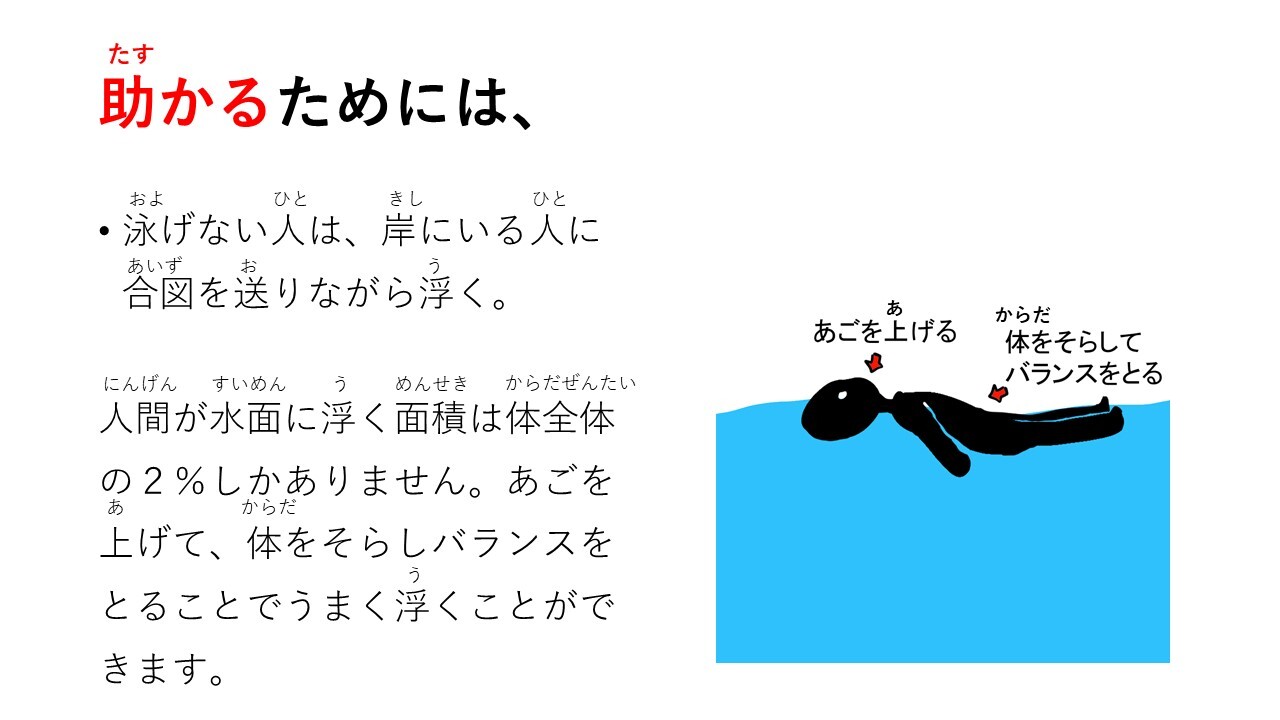 たす
助かるためには、
およ ひと きし ひと
• 泳げない人は、岸にいる人に
あいず お う
合図を送りながら浮く。
にんげん すいめん う めんせき からだぜんたい
人間が水面に浮く面積は体全体
の２％しかありません。あごを
あ からだ
上げて、体をそらしバランスを
う
とることでうまく浮くことがで
きます。
あ
あごを上げる
からだ
体をそらして
バランスをとる